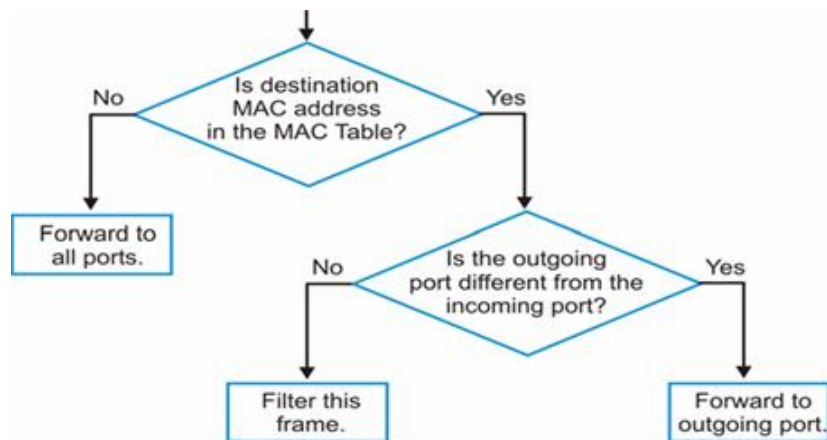 Is destination
MAC address
in the MAC Table?
No
Yes
Forward to
all ports.
Is the outgoing
port different from the
incoming port?
No
Yes
Filter this
frame.
Forward to
outgoing port.